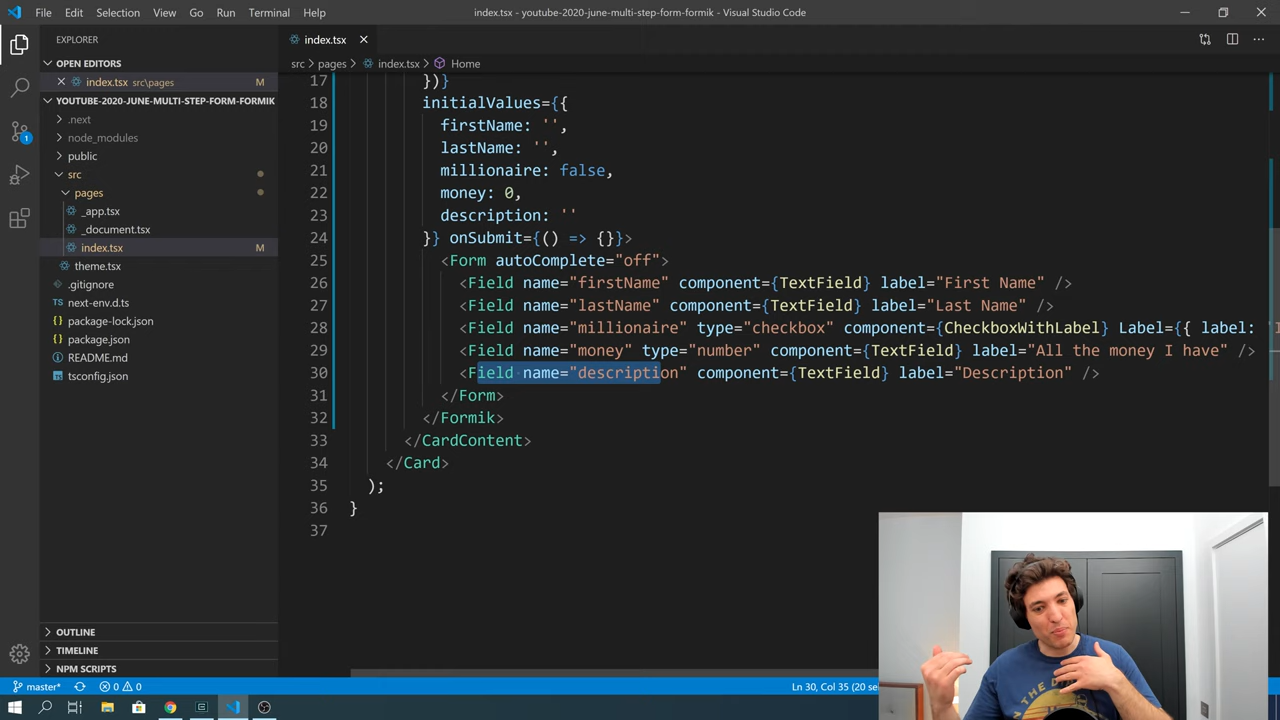 File Edit Selection View Go Run Terminal Help
index.tsx - youtube-2020-june-multi-step-form-formik - Visual Studio Code
EXPLORER
OPEN EDITORS
index.tsx src\pages M
YOUTUBE-2020-JUNE-MULTI-STEP-FORM-FORMIK
.next
node_modules
public
src
pages
_app.tsx
_document.tsx
index.tsx M
theme.tsx
.gitignore
next-env.d.ts
package-lock.json
package.json
README.md
tsconfig.json
OUTLINE
TIMELINE
NPM SCRIPTS
index.tsx
src > pages > index.tsx > Home
17 })}
18 initialValues={{
19 firstName: '',
20 lastName: '',
21 millionaire: false,
22 money: 0,
23 description: ''
24 }} onSubmit={() => {}}>
25 <Form autoComplete="off">
26 <Field name="firstName" component={TextField} label="First Name" />
27 <Field name="lastName" component={TextField} label="Last Name" />
28 <Field name="millionaire" type="checkbox" component={CheckboxWithLabel} Label={{ label: 'I
29 <Field name="money" type="number" component={TextField} label="All the money I have" />
30 <Field name="description" component={TextField} label="Description" />
31 </Form>
32 </Formik>
33 </CardContent>
34 </Card>
35 );
36 }
37
master* 0 0
Ln 30, Col 35 (20 sel
1